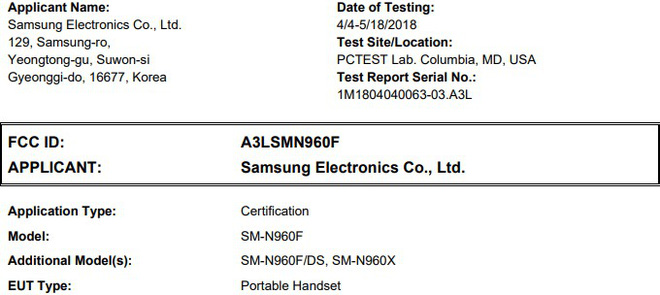 Applicant Name:
Samsung Electronics Co., Ltd.
129, Samsung-ro,
Yeongtong-gu, Suwon-si
Gyeonggi-do, 16677, Korea
Date of Testing:
4/4-5/18/2018
Test Site/Location:
PCTEST Lab. Columbia, MD, USA
Test Report Serial No.:
1M1804040063-03.A3L
FCC ID: A3LSMN960F
APPLICANT: Samsung Electronics Co., Ltd.
Application Type: Certification
Model: SM-N960F
Additional Model(s): SM-N960F/DS, SM-N960X
EUT Type: Portable Handset